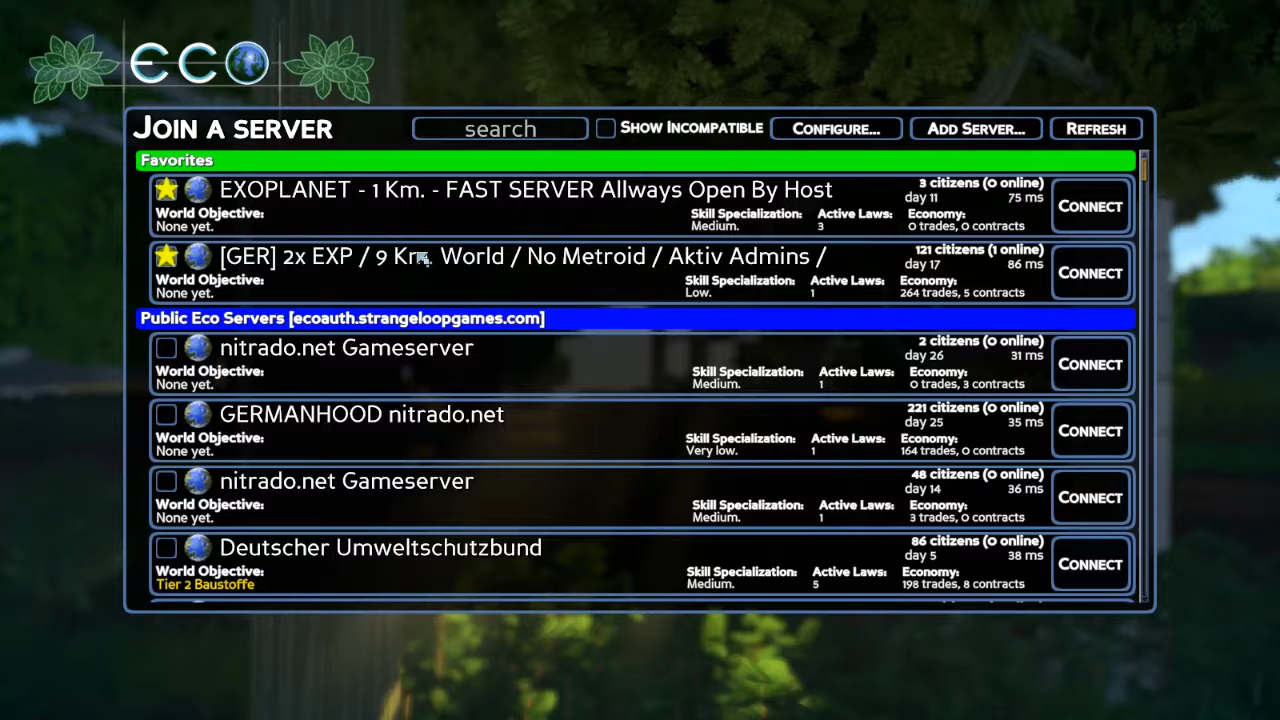 ECO
JOIN A SERVER
search
SHOW INCOMPATIBLE
CONFIGURE...
ADD SERVER...
REFRESH
Favorites
EXOPLANET - 1 Km. - FAST SERVER Allways Open By Host
3 citizens (0 online)
day 11 75 ms
World Objective:
None yet.
Skill Specialization:
Medium.
Active Laws:
3
Economy:
0 trades, 0 contracts
CONNECT
[GER] 2x EXP / 9 Km. World / No Metroid / Aktiv Admins /
121 citizens (1 online)
day 17 86 ms
World Objective:
None yet.
Skill Specialization:
Low.
Active Laws:
1
Economy:
264 trades, 5 contracts
CONNECT
Public Eco Servers [ecoauth.strangeloopgames.com]
nitrado.net Gameserver
2 citizens (0 online)
day 26 31 ms
World Objective:
None yet.
Skill Specialization:
Medium.
Active Laws:
1
Economy:
0 trades, 3 contracts
CONNECT
GERMANHOOD nitrado.net
221 citizens (0 online)
day 25 35 ms
World Objective:
None yet.
Skill Specialization:
Very low.
Active Laws:
1
Economy:
164 trades, 0 contracts
CONNECT
nitrado.net Gameserver
48 citizens (0 online)
day 14 36 ms
World Objective:
None yet.
Skill Specialization:
Medium.
Active Laws:
1
Economy:
3 trades, 0 contracts
CONNECT
Deutscher Umweltschutzbund
86 citizens (0 online)
day 5 38 ms
World Objective:
Tier 2 Baustoffe
Skill Specialization:
Medium.
Active Laws:
5
Economy:
198 trades, 8 contracts
CONNECT